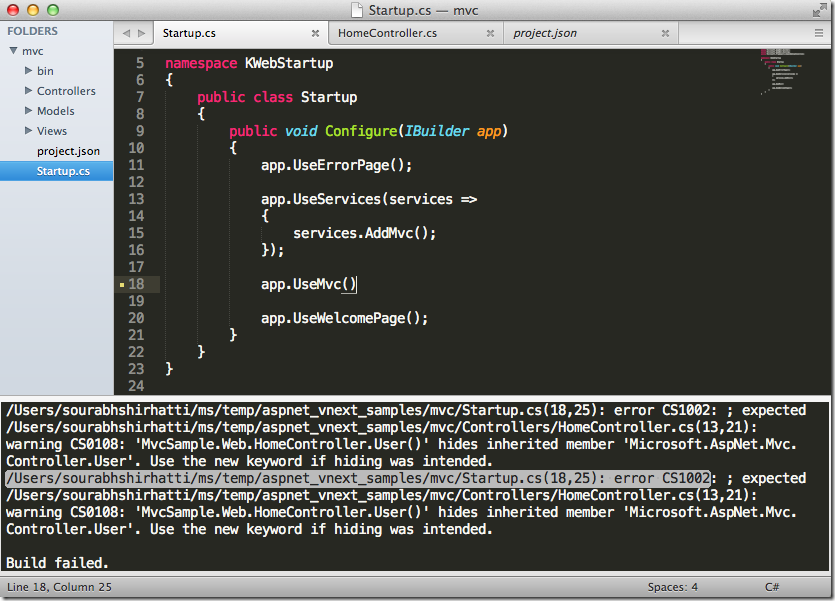 Startup.cs — mvc
FOLDERS
mvc
bin
Controllers
Models
Views
project.json
Startup.cs
Startup.cs × HomeController.cs × project.json ×
5 namespace KWebStartup
6 {
7 public class Startup
8 {
9 public void Configure(IBuilder app)
10 {
11 app.UseErrorPage();
12
13 app.UseServices(services =>
14 {
15 services.AddMvc();
16 });
17
18 app.UseMvc()
19
20 app.UseWelcomePage();
21 }
22 }
23 }
24
/Users/sourabhshirhatti/ms/temp/aspnet_vnext_samples/mvc/Startup.cs(18,25): error CS1002: ; expected
/Users/sourabhshirhatti/ms/temp/aspnet_vnext_samples/mvc/Controllers/HomeController.cs(13,21):
warning CS0108: 'MvcSample.Web.HomeController.User()' hides inherited member 'Microsoft.AspNet.Mvc.
Controller.User'. Use the new keyword if hiding was intended.
/Users/sourabhshirhatti/ms/temp/aspnet_vnext_samples/mvc/Startup.cs(18,25): error CS1002: ; expected
/Users/sourabhshirhatti/ms/temp/aspnet_vnext_samples/mvc/Controllers/HomeController.cs(13,21):
warning CS0108: 'MvcSample.Web.HomeController.User()' hides inherited member 'Microsoft.AspNet.Mvc.
Controller.User'. Use the new keyword if hiding was intended.
Build failed.
Line 18, Column 25 Spaces: 4 C#